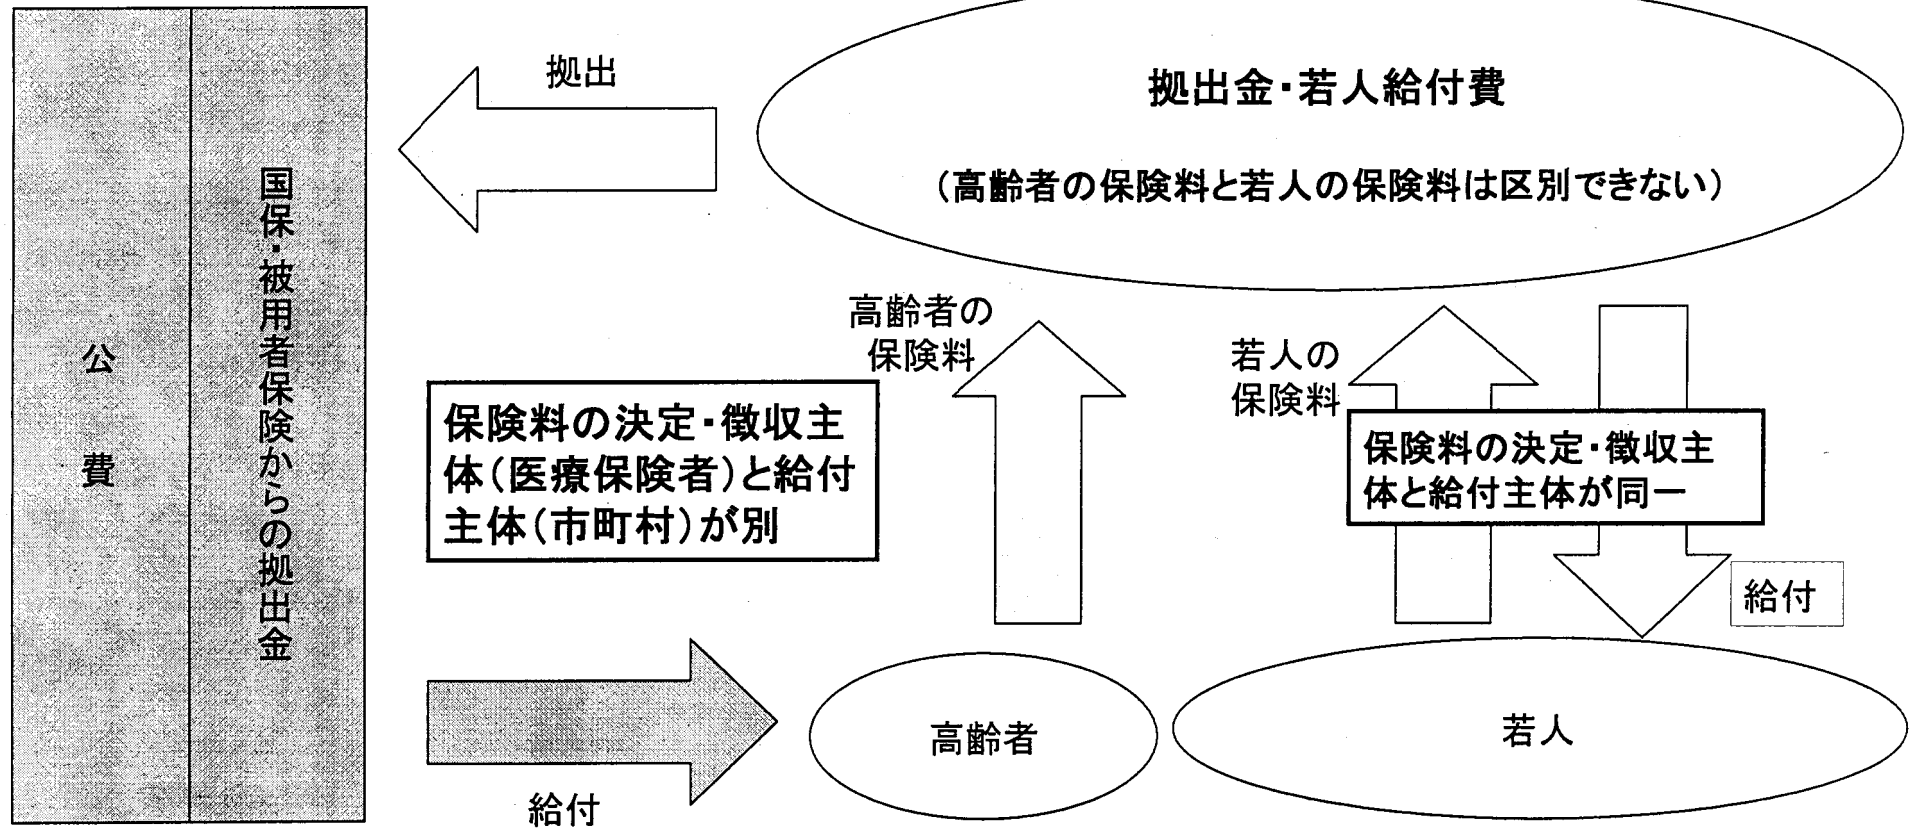 公費
国保・被用者保険からの拠出金
拠出
拠出金・若人給付費
(高齢者の保険料と若人の保険料は区別できない)
高齢者の
保険料
若人の
保険料
保険料の決定・徴収主
体(医療保険者)と給付
主体(市町村)が別
保険料の決定・徴収主
体と給付主体が同一
給付
高齢者
若人
給付